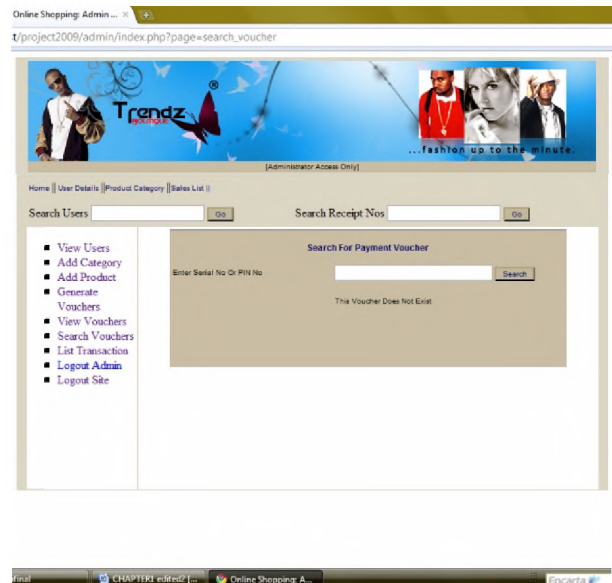 Online Shopping: Admin ... ×
t/project2009/admin/index.php?page=search_voucher
Trendz ®
BOUTIQUE
...fashion up to the minute.
[Administrator Access Only]
Home || User Details ||Product Category ||Sales List ||
Search Users Go Search Receipt Nos Go
View Users
Add Category
Add Product
Generate
Vouchers
View Vouchers
Search Vouchers
List Transaction
Logout Admin
Logout Site
Search For Payment Voucher
Enter Serial No Or PIN No Search
This Voucher Does Not Exist
final CHAPTER1 edited2 [... Online Shopping: A... Encarta